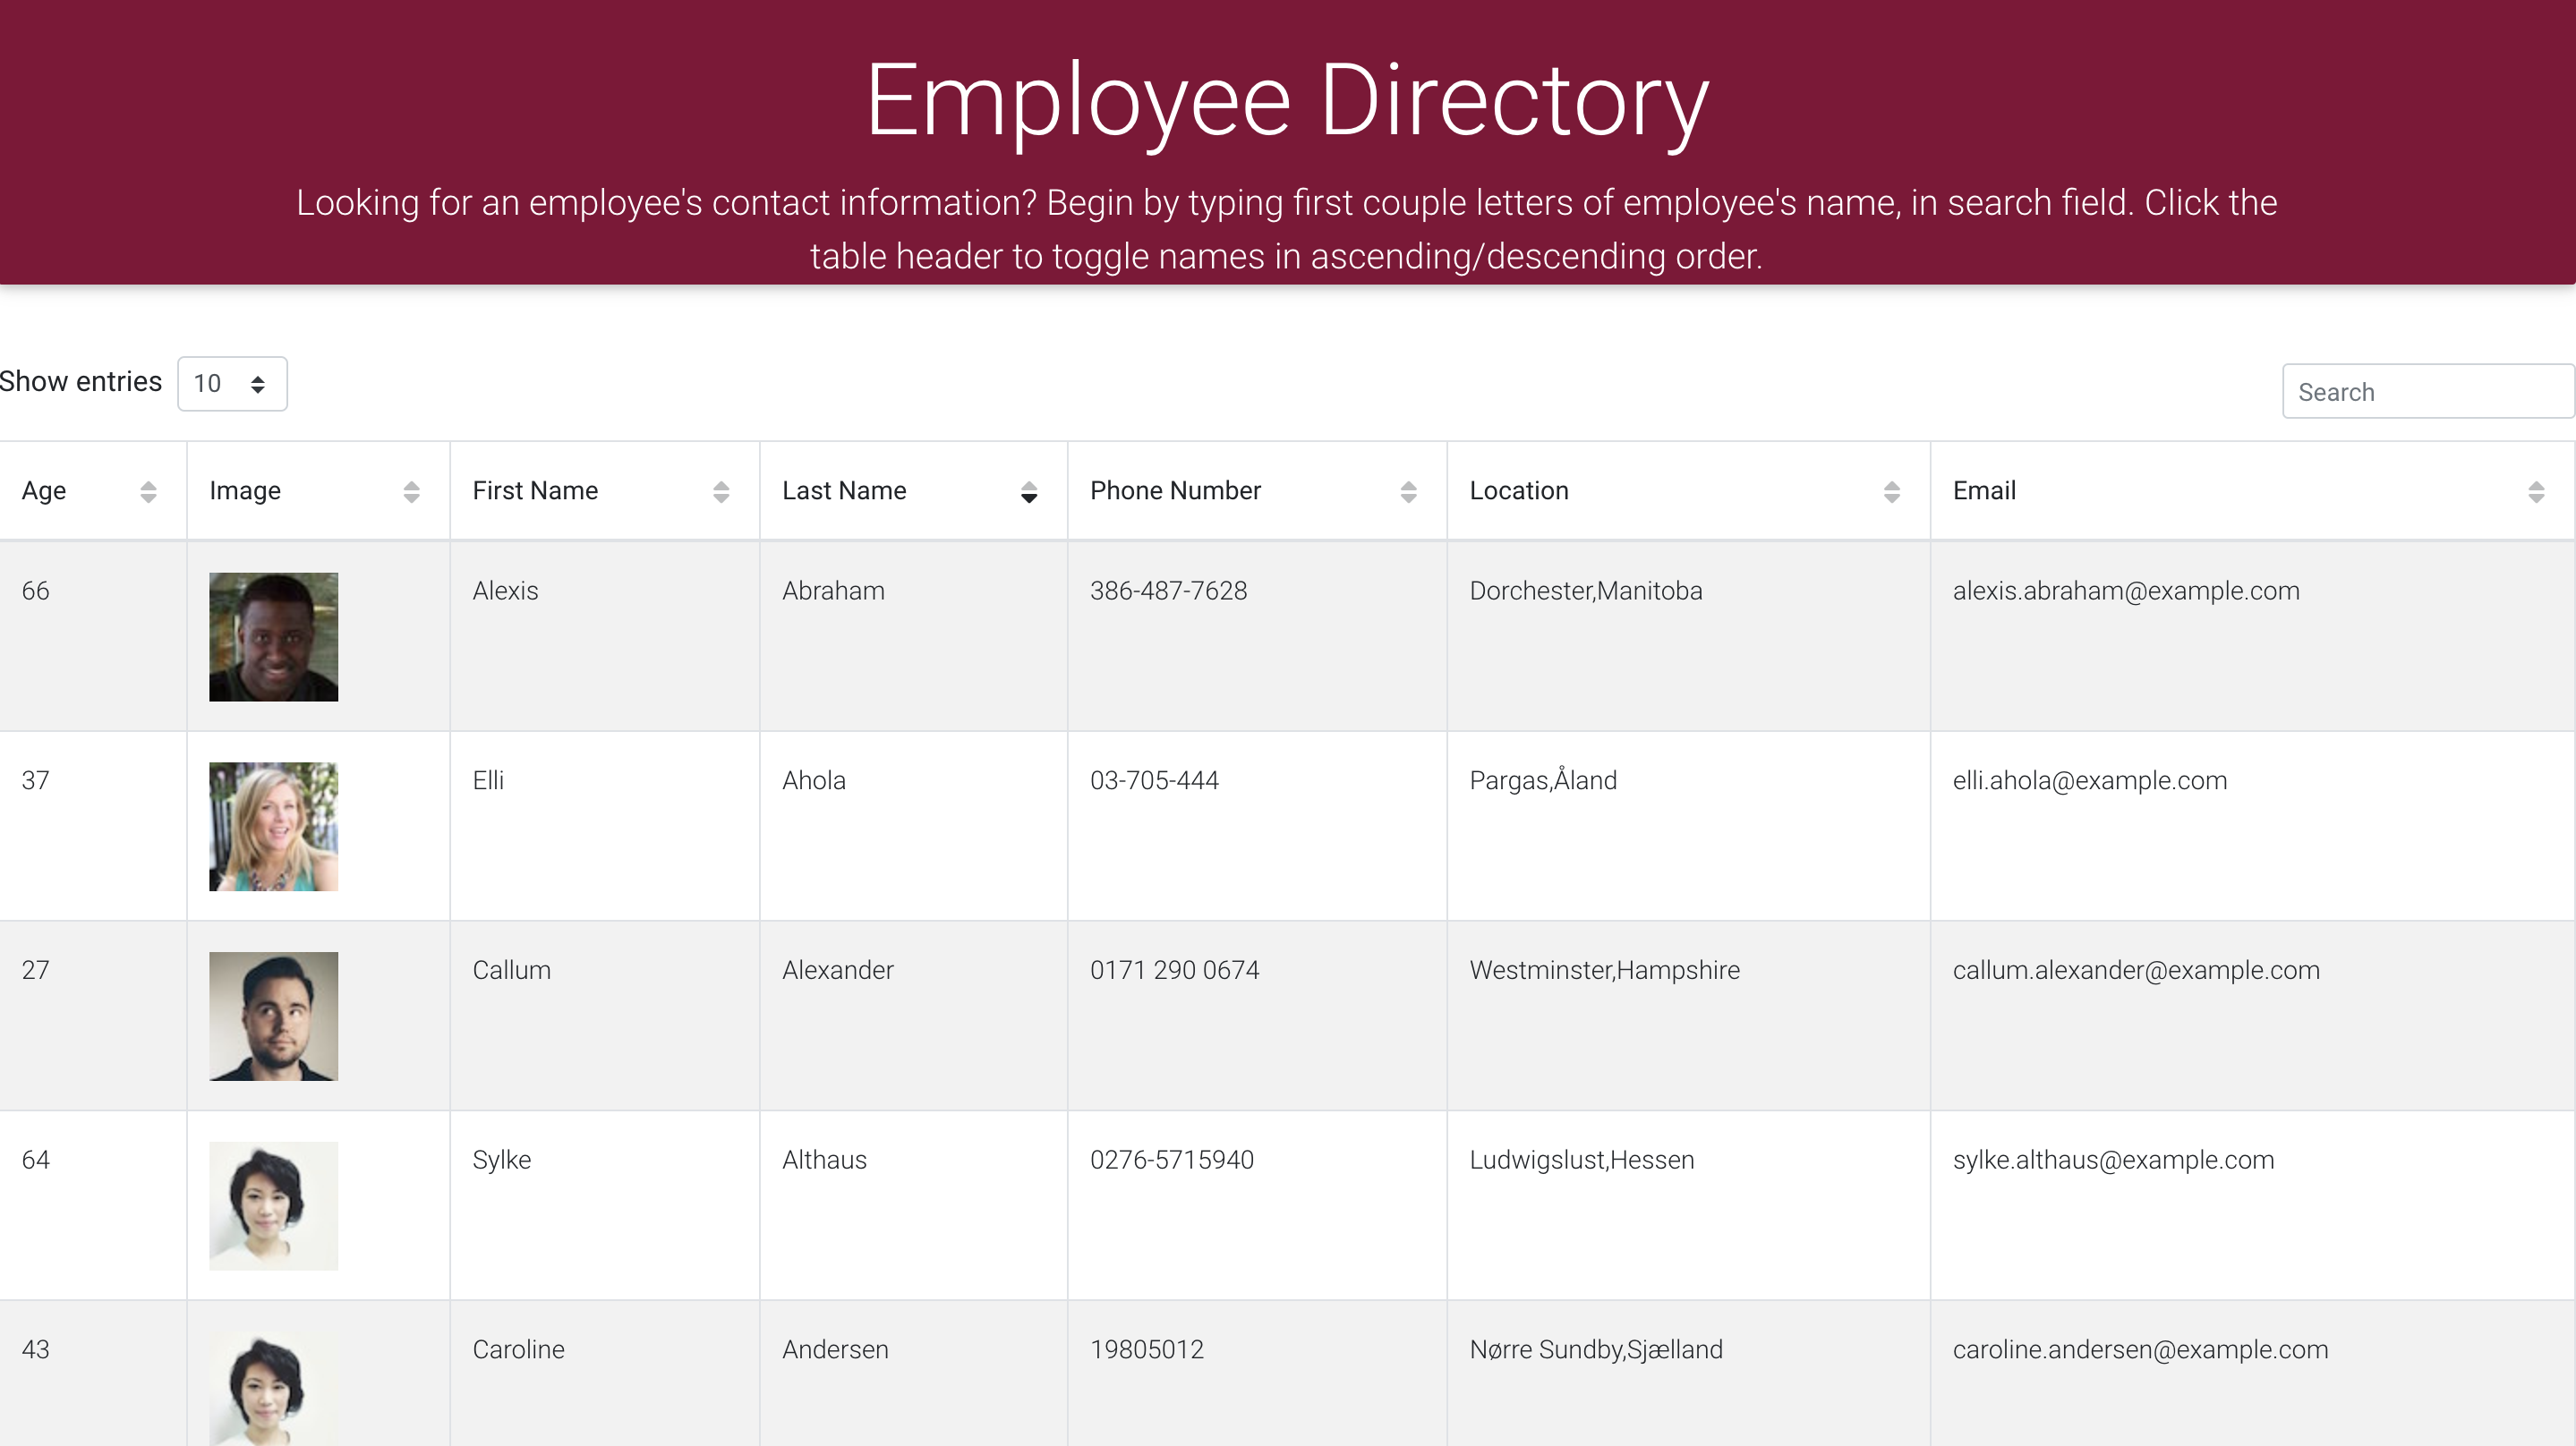 Employee Directory
Looking for an employee's contact information? Begin by typing first couple letters of employee's name, in search field. Click the
table header to toggle names in ascending/descending order.
Show entries 10 Search
Age Image First Name Last Name Phone Number Location Email
66 Alexis Abraham 386-487-7628 Dorchester,Manitoba alexis.abraham@example.com
37 Elli Ahola 03-705-444 Pargas,Åland elli.ahola@example.com
27 Callum Alexander 0171 290 0674 Westminster,Hampshire callum.alexander@example.com
64 Sylke Althaus 0276-5715940 Ludwigslust,Hessen sylke.althaus@example.com
43 Caroline Andersen 19805012 Nørre Sundby,Sjælland caroline.andersen@example.com